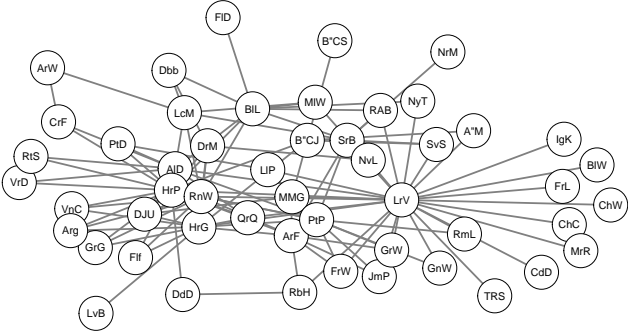 FlD
B"CS
NrM
ArW
Dbb
LcM
BlL
MlW
RAB
NyT
CrF
PtD
DrM
B"CJ
SrB
SvS
A"M
IgK
RtS
AlD
LlP
NvL
BlW
VrD
HrP
RnW
MMG
LrV
FrL
ChW
VnC
DJU
QrQ
PtP
ChC
Arg
HrG
ArF
RmL
MrR
GrG
Flf
GrW
GnW
CdD
FrW
JmP
DdD
RbH
TRS
LvB